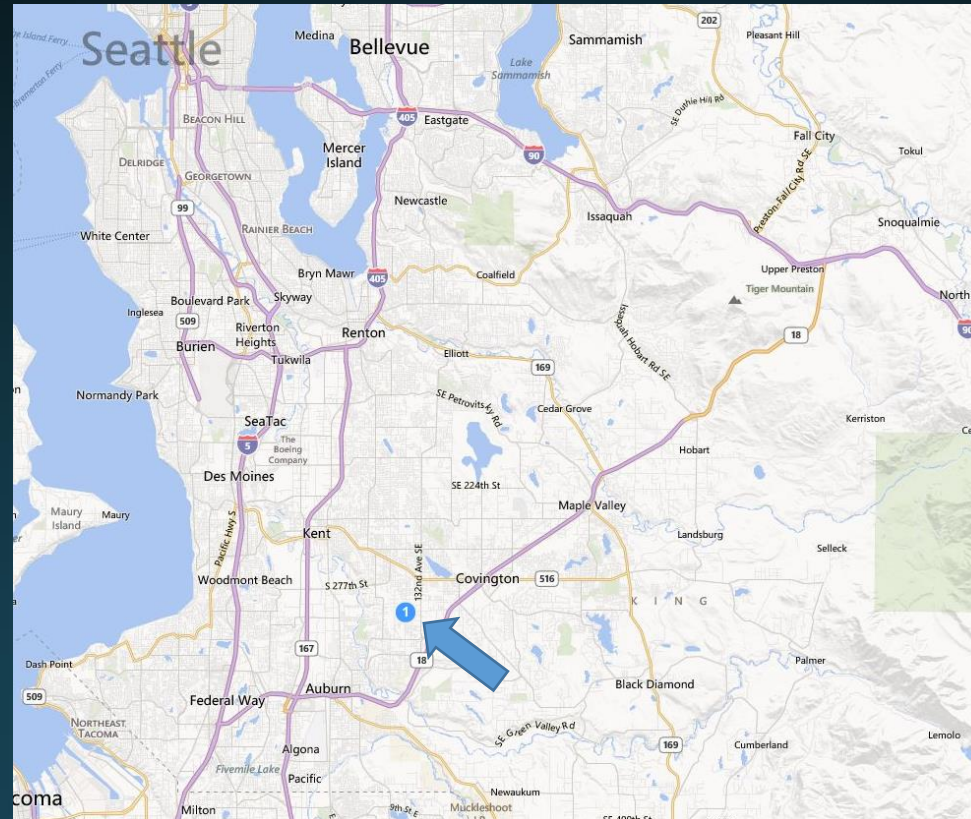 202
Pleasant Hill
Medina
Bellevue
Sammamish
Seattle
Lake
Sammamish
Bremerton Ferry
SE Duthie Hill Rd
BEACON HILL
405
Eastgate
Fall City
Mercer
Island
90
Tokul
DELRIDGE
GEORGETOWN
Preston-Fall City Rd SE
Newcastle
99
Issaquah
Snoqualmie
White Center
RAINIER BEACH
Bryn Mawr
405
Coalfield
Upper Preston
Tiger Mountain
North
Boulevard Park
Skyway
Inglesea
509
Riverton
Heights
Renton
90
18
Burien
Tukwila
Elliott
169
Issaquah Hobart Rd SE
Normandy Park
SE Petrovitsky Rd
Cedar Grove
Kerriston
SeaTac
5
The
Boeing
Company
Hobart
Des Moines
SE 224th St
Maury
Island
Maury
Pacific Hwy S
Maple Valley
Kent
Landsburg
Selleck
132nd Ave SE
Woodmont Beach
S 277th St
Covington
516
KING
1
167
18
Dash Point
Palmer
509
Federal Way
Auburn
Black Diamond
NORTHEAST
TACOMA
SE Green Valley Rd
169
Cumberland
Lemolo
Algona
Fivemile Lake
Pacific
Newaukum
coma
Milton
9th St E
Muckleshoot